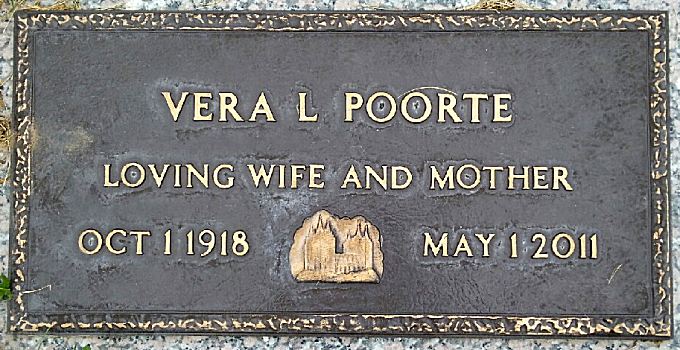 VERA L POORTE
LOVING WIFE AND MOTHER
OCT 1 1918 MAY 1 2011